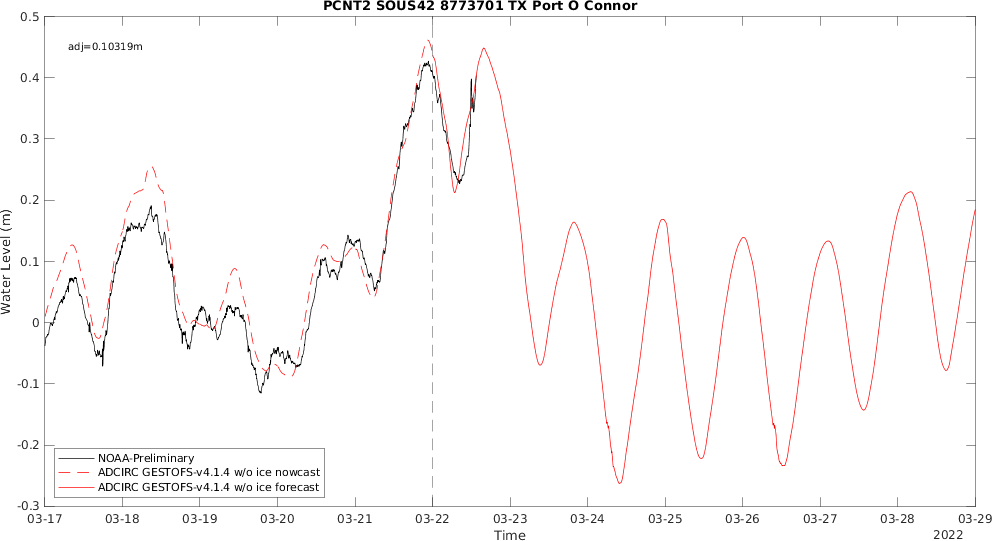 PCNT2 SOUS42 8773701 TX Port O Connor
adj=0.10319m
0.5
0.4
0.3
0.2
0.1
0
-0.1
-0.2
-0.3
Water Level (m)
NOAA-Preliminary
ADCIRC GESTOFS-v4.1.4 w/o ice nowcast
ADCIRC GESTOFS-v4.1.4 w/o ice forecast
03-17 03-18 03-19 03-20 03-21 03-22 03-23 03-24 03-25 03-26 03-27 03-28 03-29
Time
2022